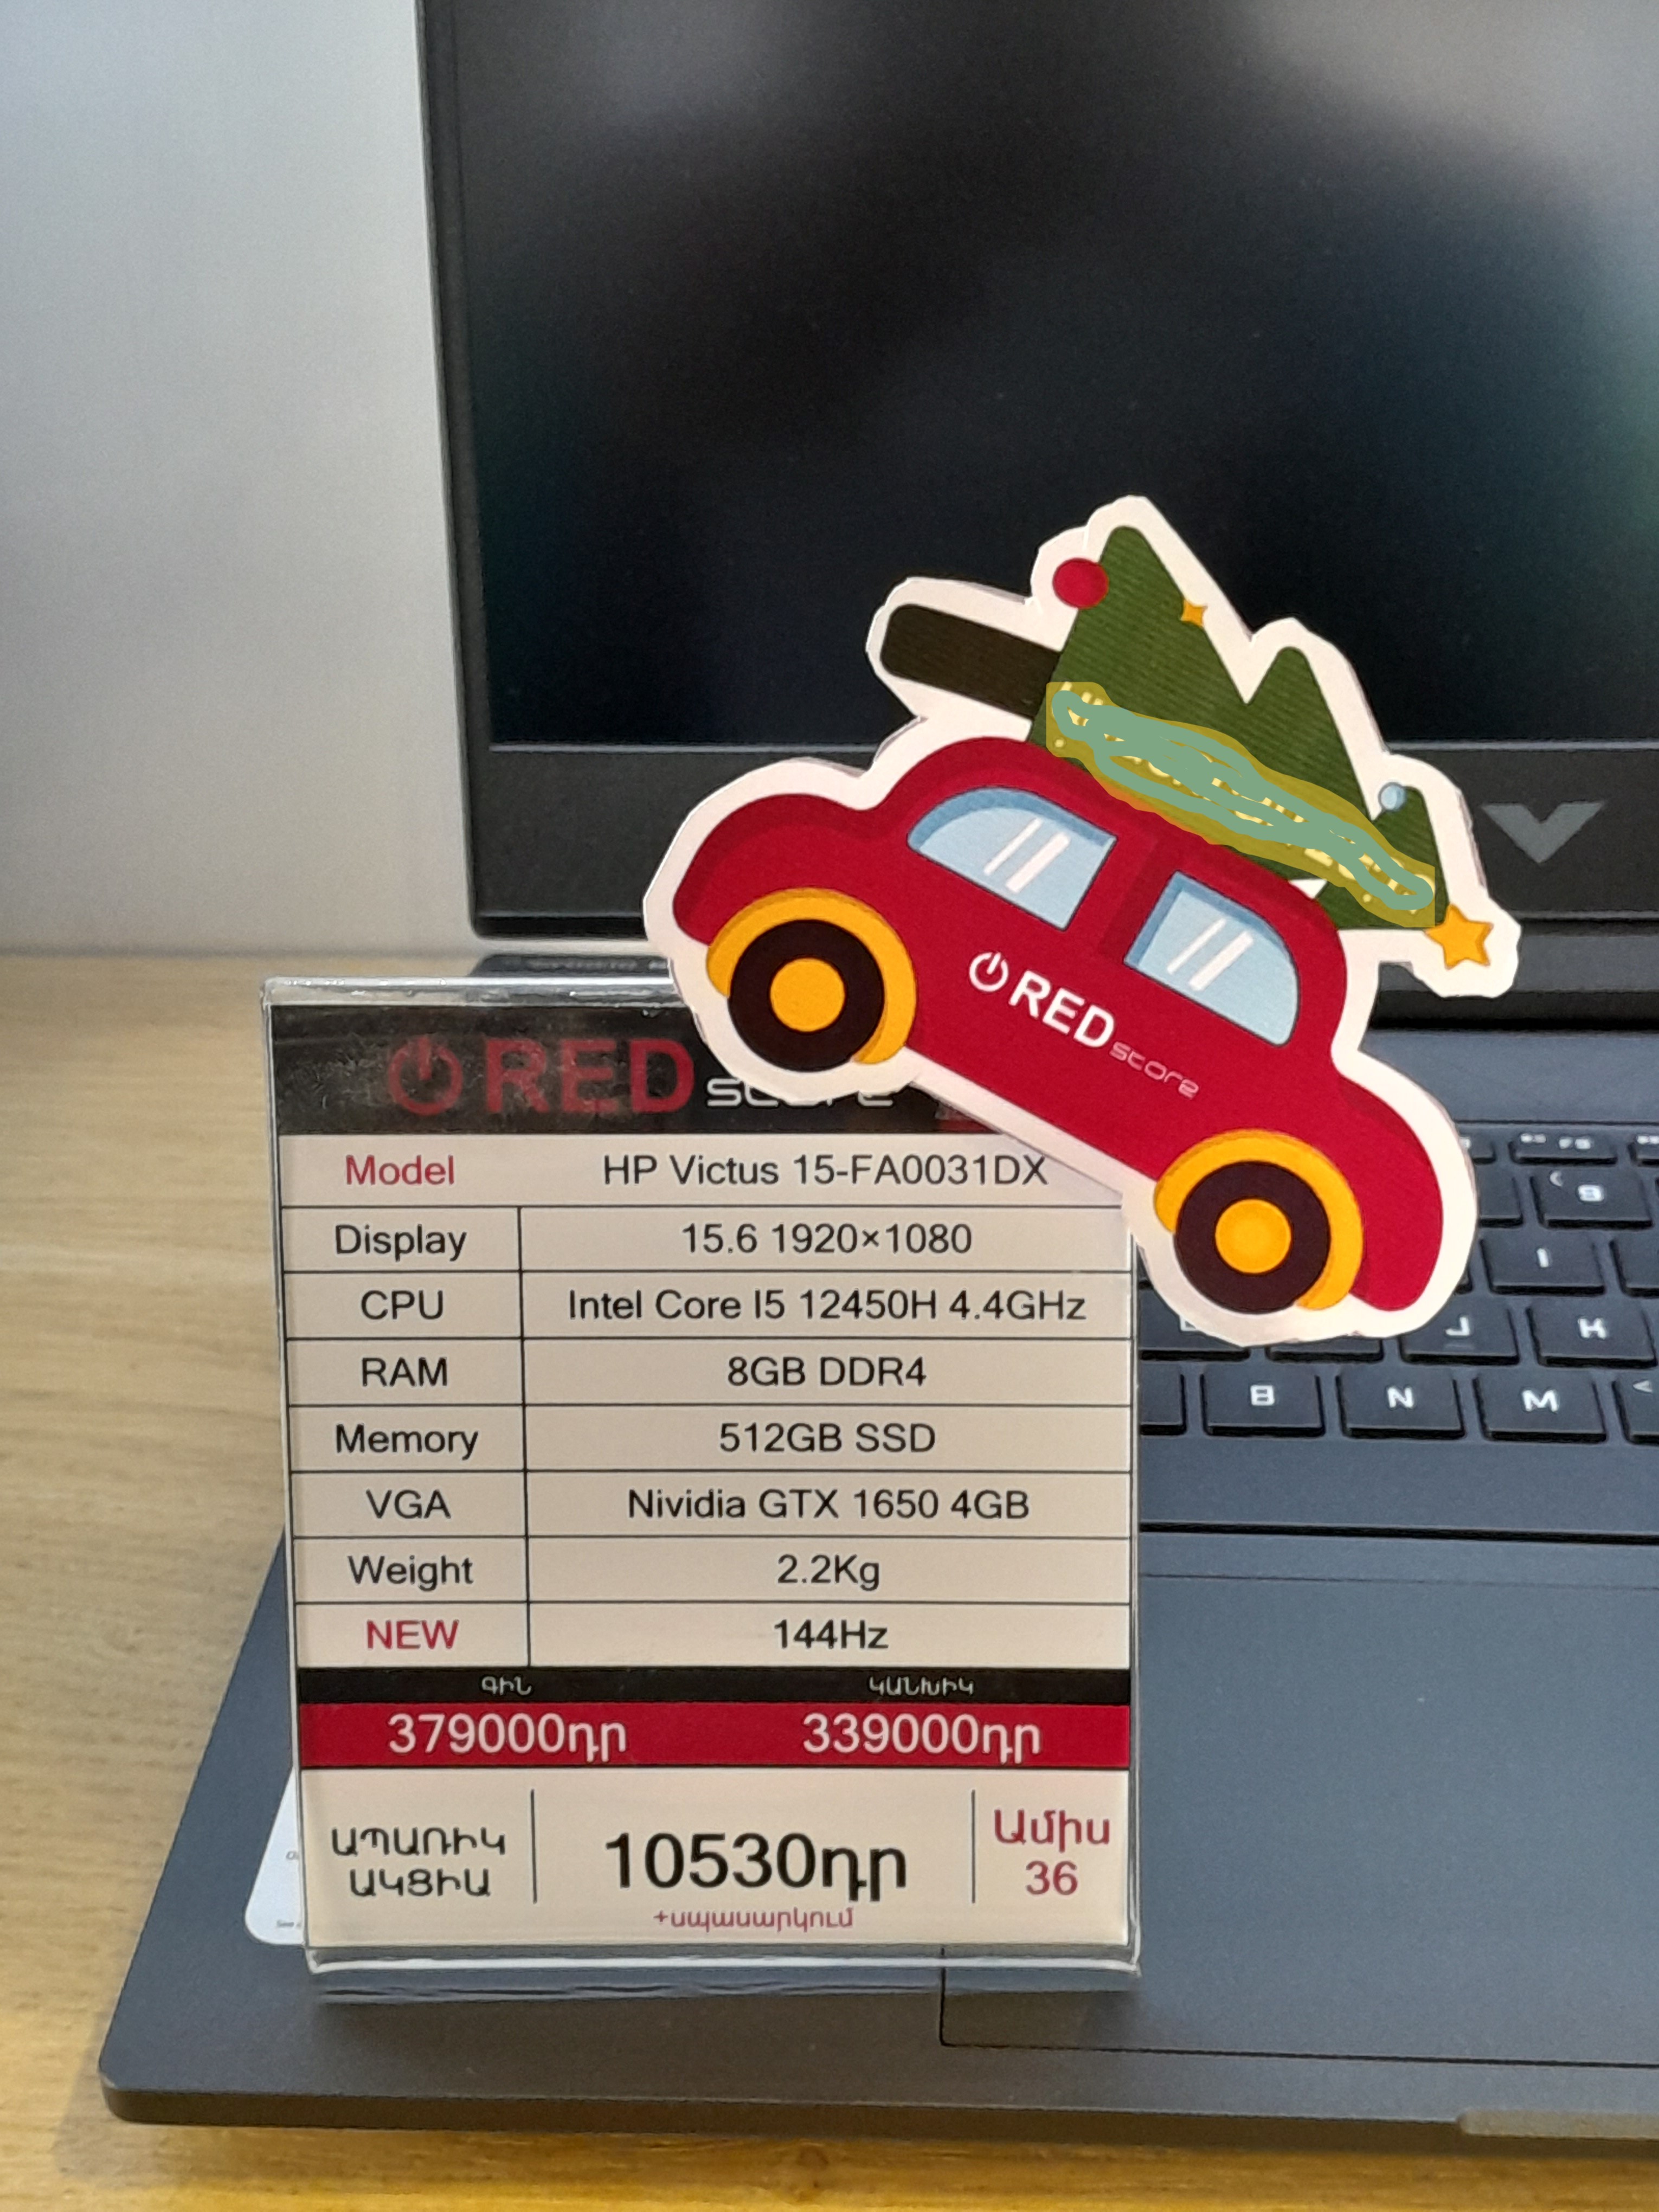 RED store
RED store
Model HP Victus 15-FA0031DX
Display 15.6 1920×1080
CPU Intel Core I5 12450H 4.4GHz
RAM 8GB DDR4
Memory 512GB SSD
VGA Nividia GTX 1650 4GB
Weight 2.2Kg
NEW 144Hz
ԳԻՆ ԿԱՆԽԻԿ
379000դր 339000դր
ԱՊԱՌԻԿ ԱԿՑԻԱ
10530դր
+սպասարկում
Ամիս
36
I
J K
B N M